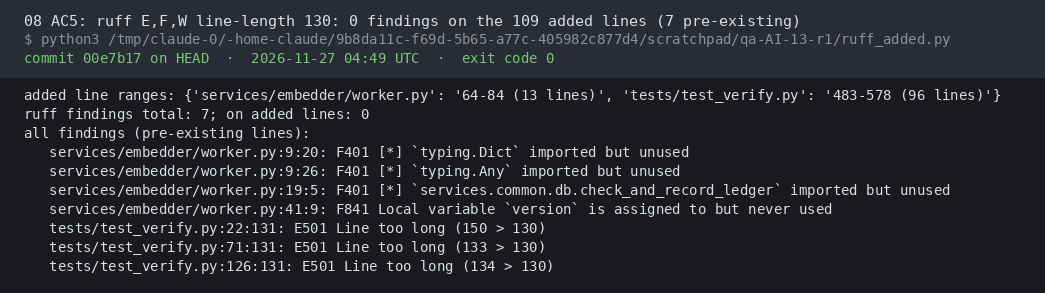 08 AC5: ruff E,F,W line-length 130: 0 findings on the 109 added lines (7 pre-existing)
$ python3 /tmp/claude-0/-home-claude/9b8da11c-f69d-5b65-a77c-405982c877d4/scratchpad/qa-AI-13-r1/ruff_added.py
commit 00e7b17 on HEAD · 2026-11-27 04:49 UTC · exit code 0
added line ranges: {'services/embedder/worker.py': '64-84 (13 lines)', 'tests/test_verify.py': '483-578 (96 lines)'}
ruff findings total: 7; on added lines: 0
all findings (pre-existing lines):
services/embedder/worker.py:9:20: F401 [*] `typing.Dict` imported but unused
services/embedder/worker.py:9:26: F401 [*] `typing.Any` imported but unused
services/embedder/worker.py:19:5: F401 [*] `services.common.db.check_and_record_ledger` imported but unused
services/embedder/worker.py:41:9: F841 Local variable `version` is assigned to but never used
tests/test_verify.py:22:131: E501 Line too long (150 > 130)
tests/test_verify.py:71:131: E501 Line too long (133 > 130)
tests/test_verify.py:126:131: E501 Line too long (134 > 130)